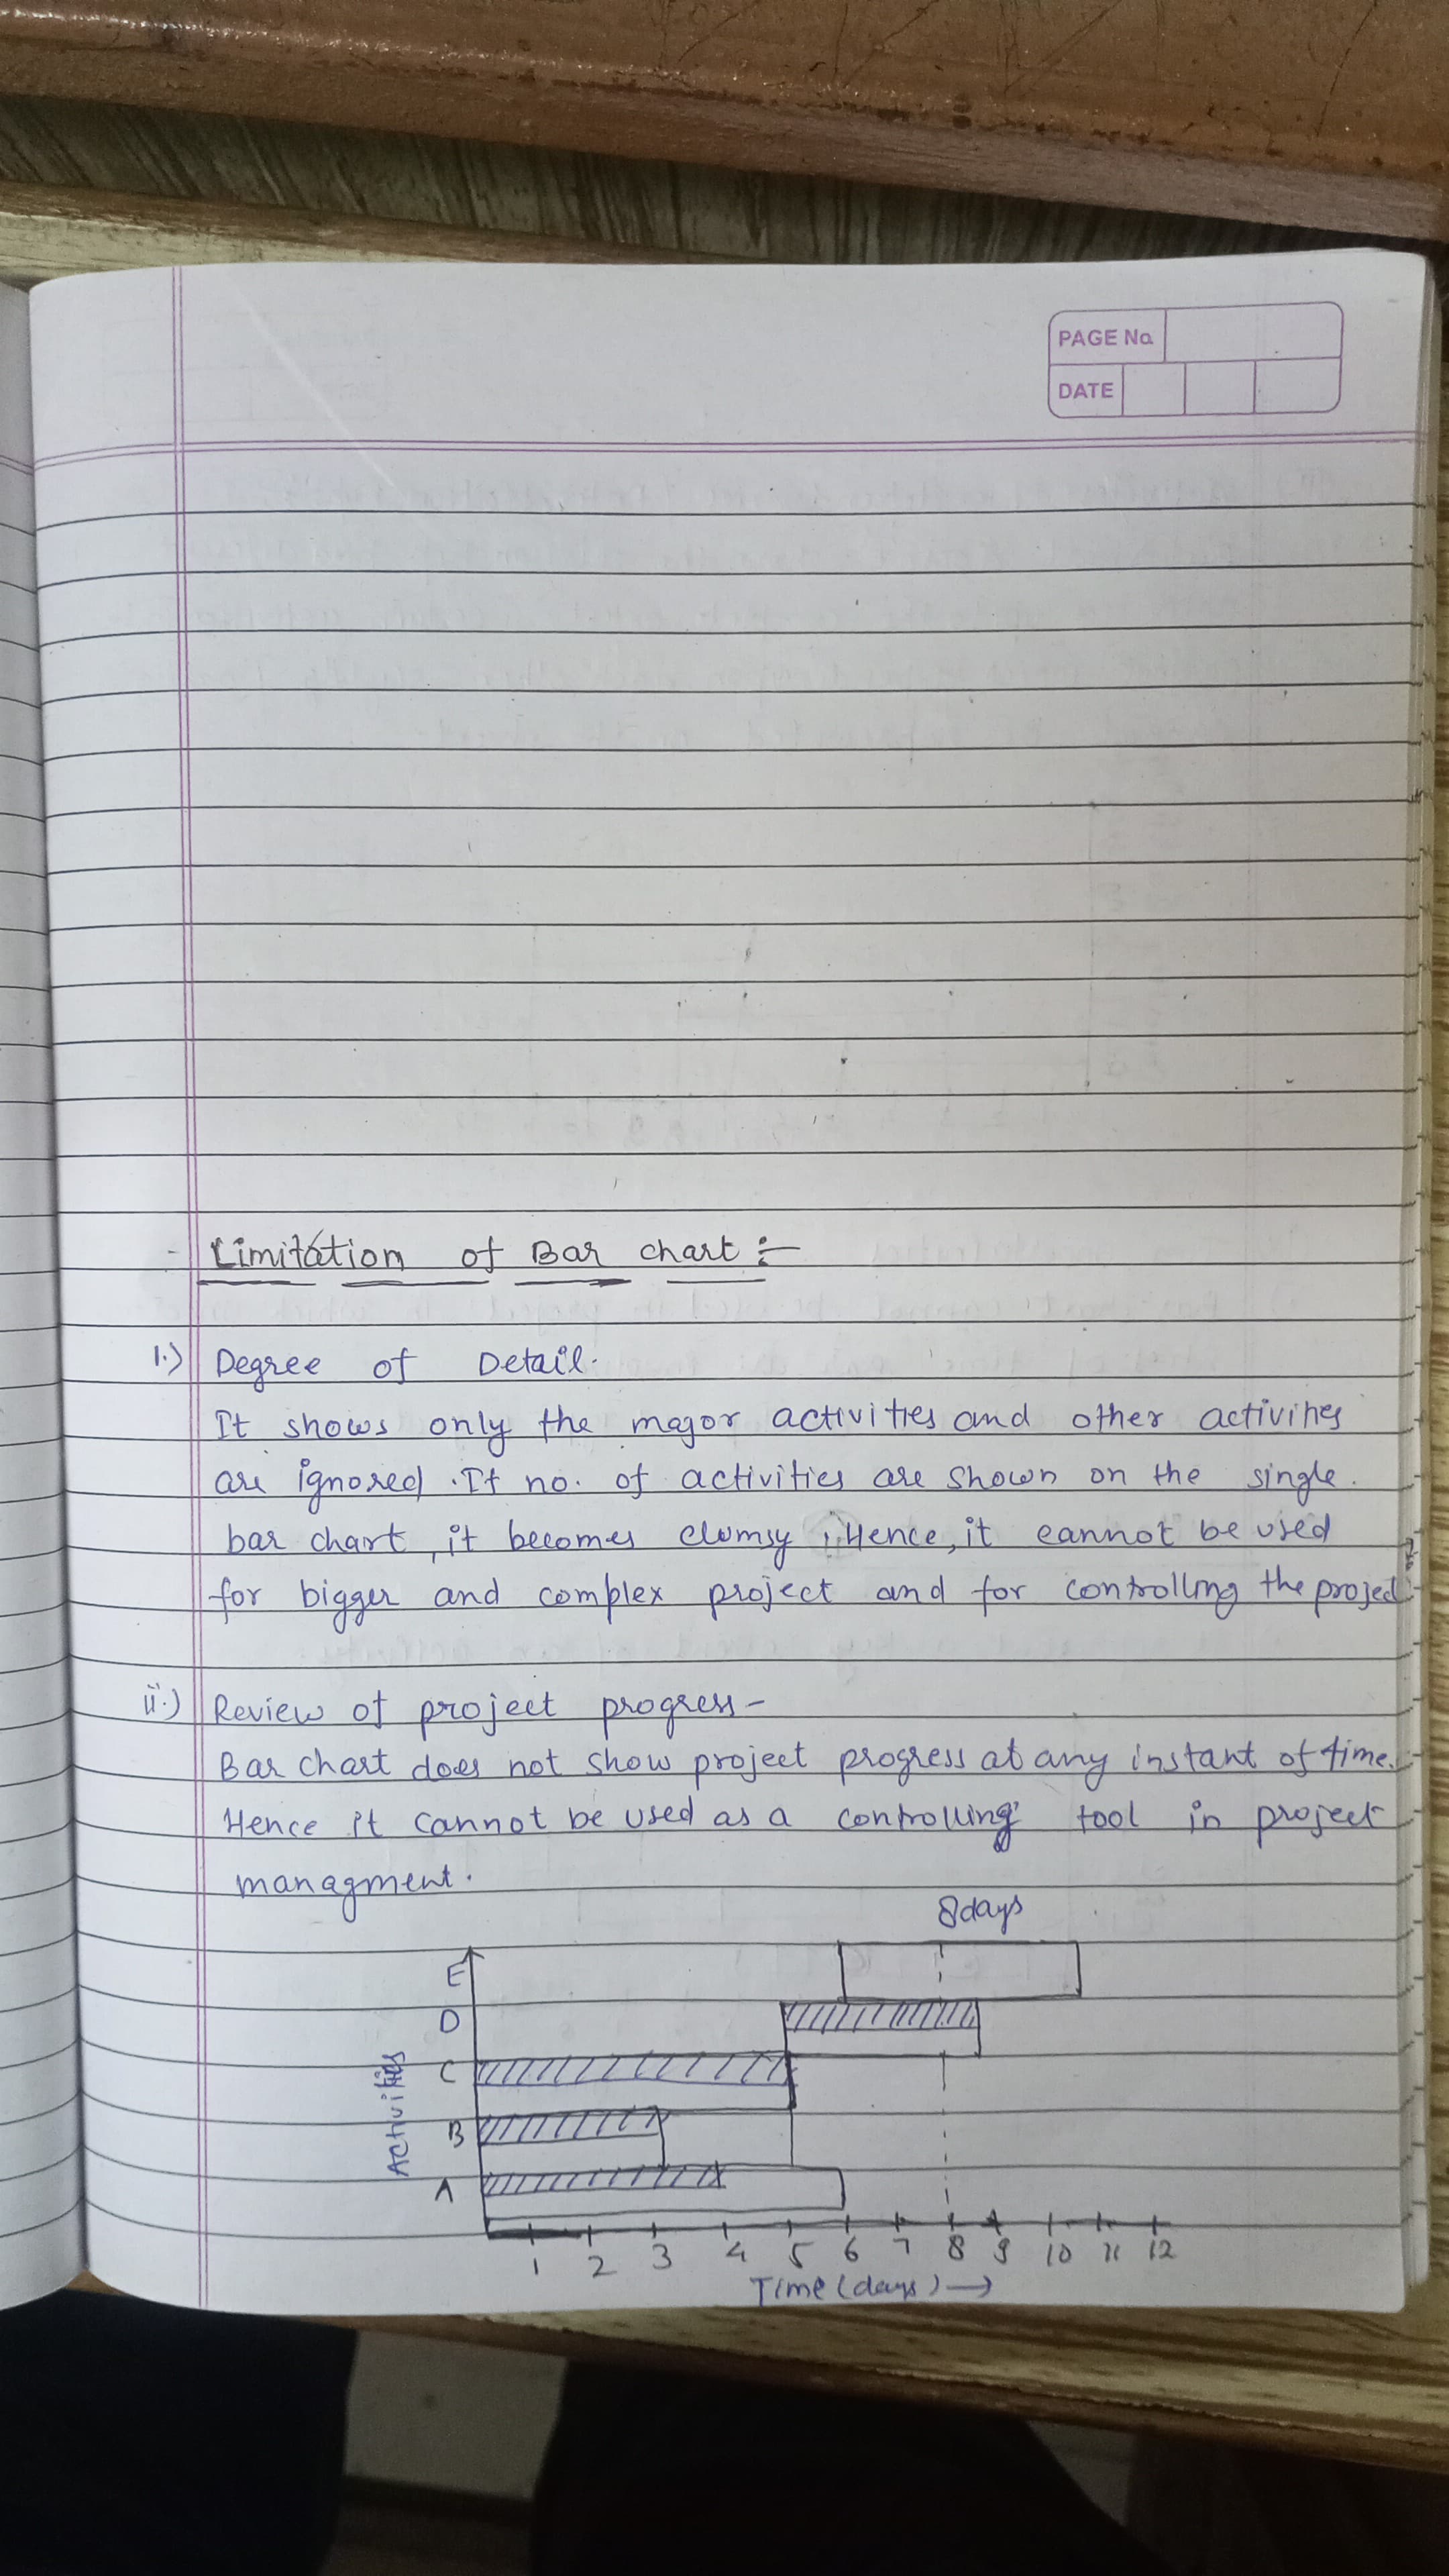 PAGE No.
DATE
Limitation of Bar chart :-
1.) Degree of Detail.
It shows only the major activities and other activities
are ignored. If no. of activities are shown on the single.
bar chart, it becomes clumsy. Hence, it cannot be used
for bigger and complex project and for controlling the project
ii.) Review of project progress -
Bar chart does not show project progress at any instant of time.
Hence it cannot be used as a controlling tool in project
managment.
8days
E
D
C
B
A
Activities
1 2 3 4 5 6 7 8 9 10 11 12
Time (days) →